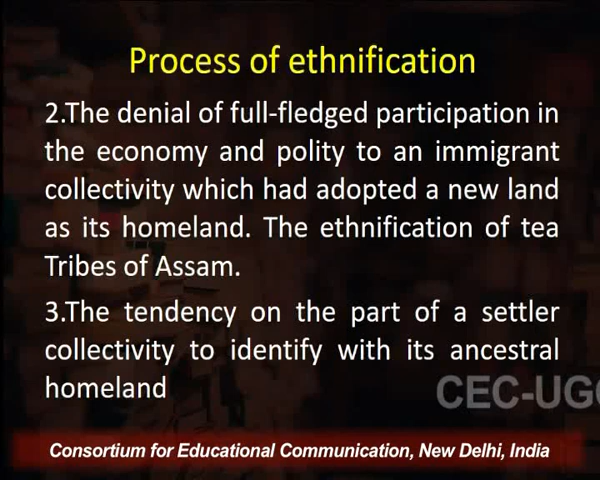 Process of ethnification
2.The denial of full-fledged participation in
the economy and polity to an immigrant
collectivity which had adopted a new land
as its homeland. The ethnification of tea
Tribes of Assam.
3.The tendency on the part of a settler
collectivity to identify with its ancestral
homeland
CEC-UGC
Consortium for Educational Communication, New Delhi, India